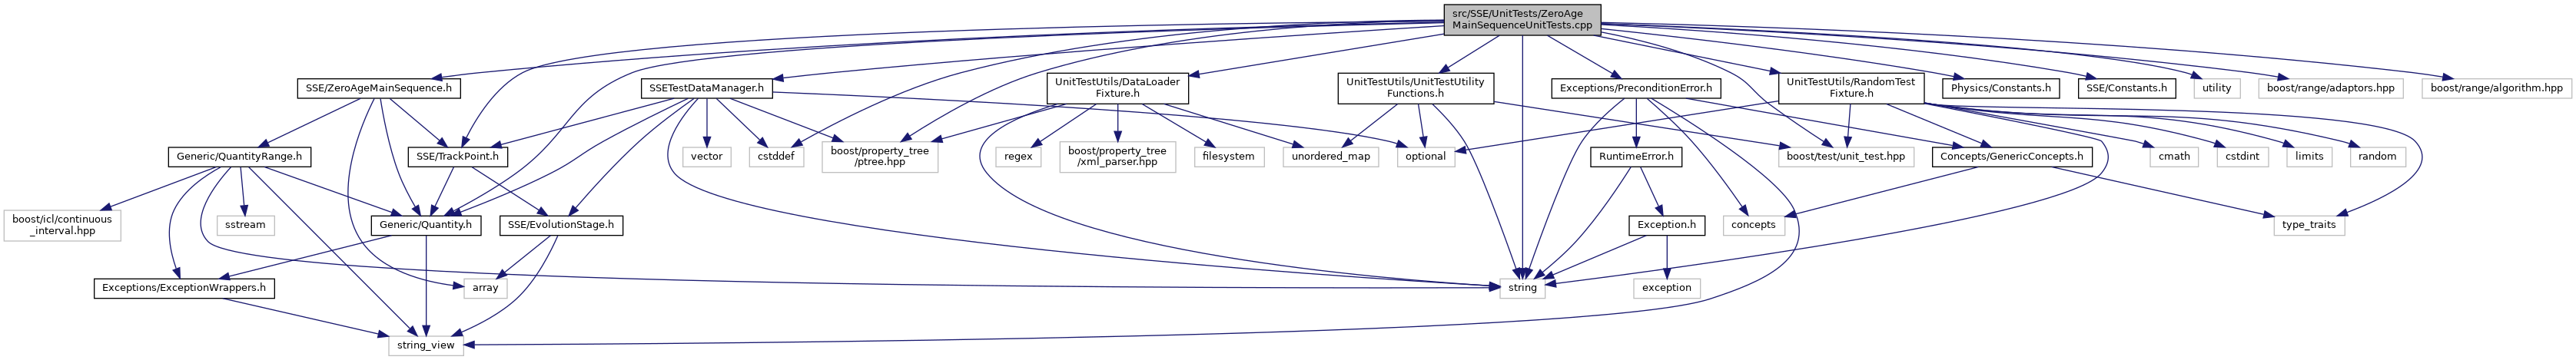 src/SSE/UnitTests/ZeroAge
MainSequenceUnitTests.cpp
SSE/ZeroAgeMainSequence.h
SSETestDataManager.h
UnitTestUtils/DataLoader
Fixture.h
UnitTestUtils/UnitTestUtility
Functions.h
Exceptions/PreconditionError.h
UnitTestUtils/RandomTest
Fixture.h
Physics/Constants.h
SSE/Constants.h
utility
boost/range/adaptors.hpp
boost/range/algorithm.hpp
Generic/QuantityRange.h
SSE/TrackPoint.h
vector
cstddef
boost/property_tree
/ptree.hpp
regex
boost/property_tree
/xml_parser.hpp
filesystem
unordered_map
optional
RuntimeError.h
boost/test/unit_test.hpp
Concepts/GenericConcepts.h
cmath
cstdint
limits
random
boost/icl/continuous
_interval.hpp
sstream
Generic/Quantity.h
SSE/EvolutionStage.h
Exception.h
concepts
type_traits
Exceptions/ExceptionWrappers.h
array
string
exception
string_view